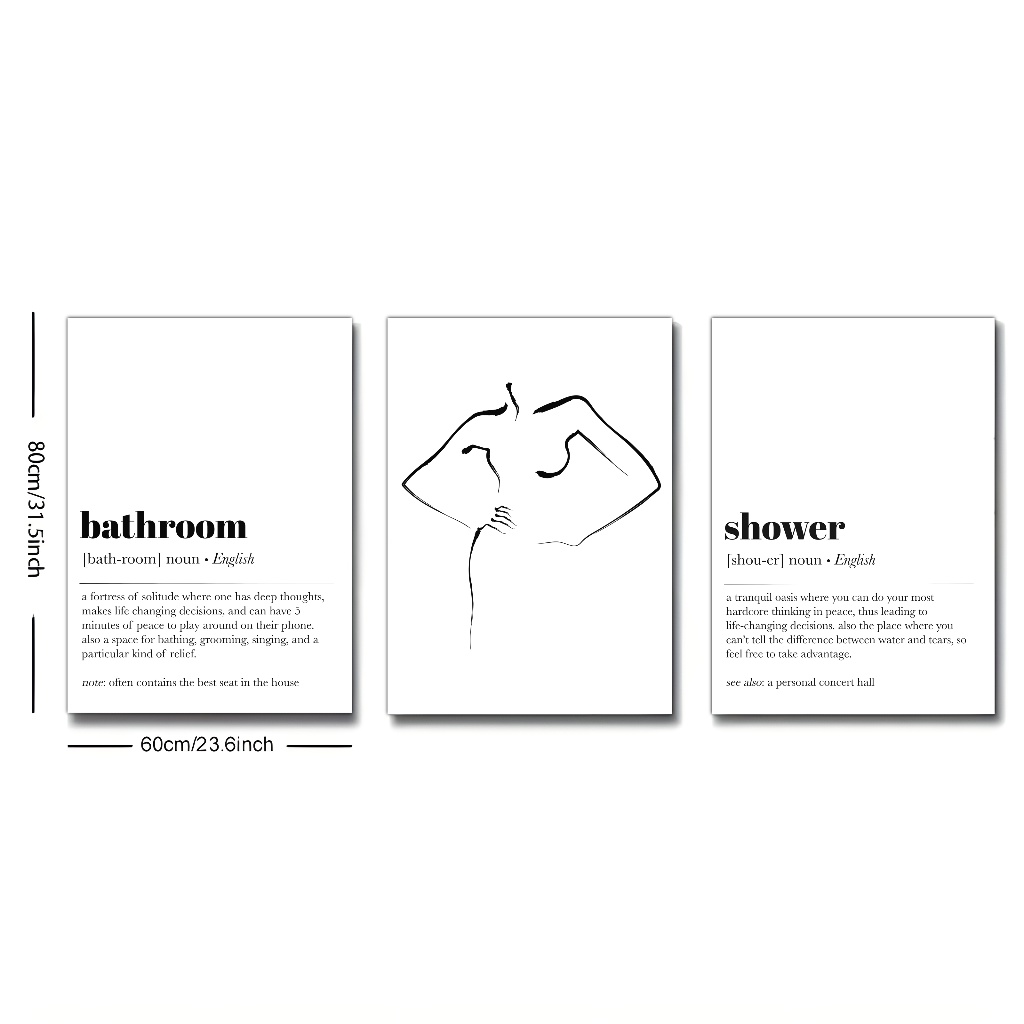 80cm/31.5inch
bathroom
[bath-room] noun • English
a fortress of solitude where one has deep thoughts,
makes life changing decisions. and can have 5
minutes of peace to play around on their phone.
also a space for bathing, grooming, singing, and a
particular kind of relief.
note: often contains the best seat in the house
60cm/23.6inch
shower
[shou-er] noun • English
a tranquil oasis where you can do your most
hardcore thinking in peace, thus leading to
life-changing decisions. also the place where you
can't tell the difference between water and tears, so
feel free to take advantage.
see also: a personal concert hall